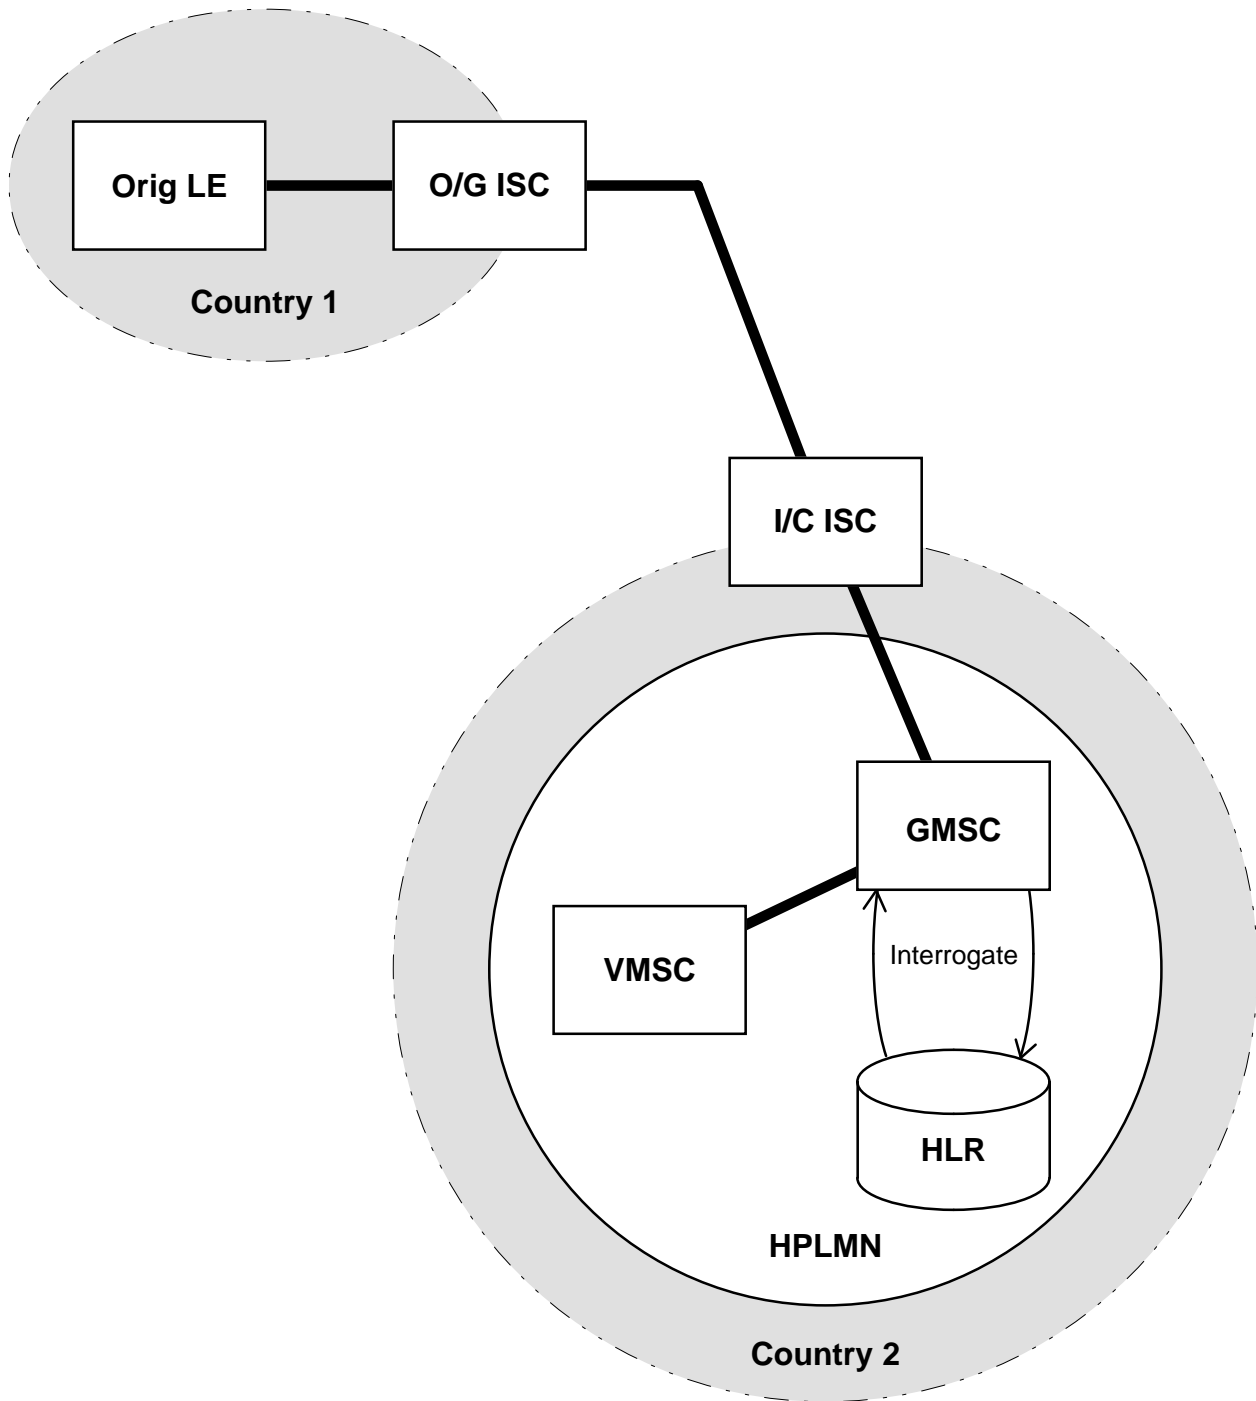 Orig LE
O/G ISC
Country 1
I/C ISC
GMSC
Interrogate
VMSC
HLR
HPLMN
Country 2